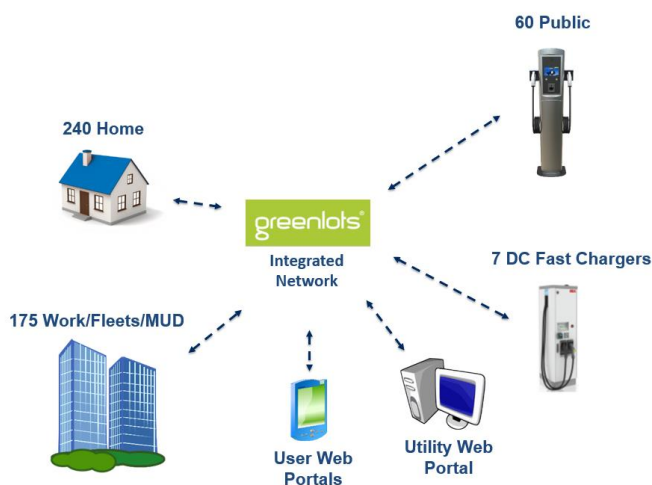 60 Public
240 Home
greenlots®
Integrated
Network
7 DC Fast Chargers
175 Work/Fleets/MUD
User Web
Portals
Utility Web
Portal